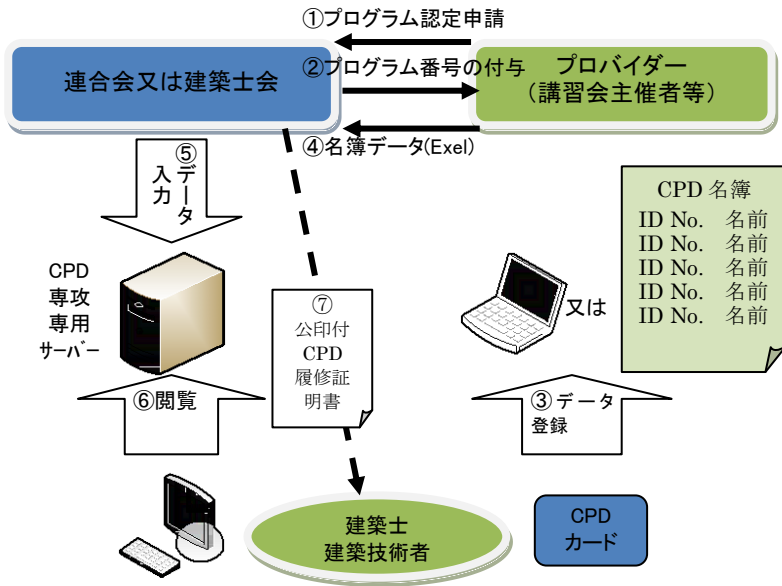 ①プログラム認定申請
連合会又は建築士会
②プログラム番号の付与
プロバイダー
（講習会主催者等）
④名簿データ(Exel)
⑤データ
入力
CPD
専攻
専用
サーバー
⑦
公印付
CPD
履修証
明書
又は
CPD 名簿
ID No. 名前
ID No. 名前
ID No. 名前
ID No. 名前
ID No. 名前
⑥閲覧
③データ
登録
建築士
建築技術者
CPD
カード